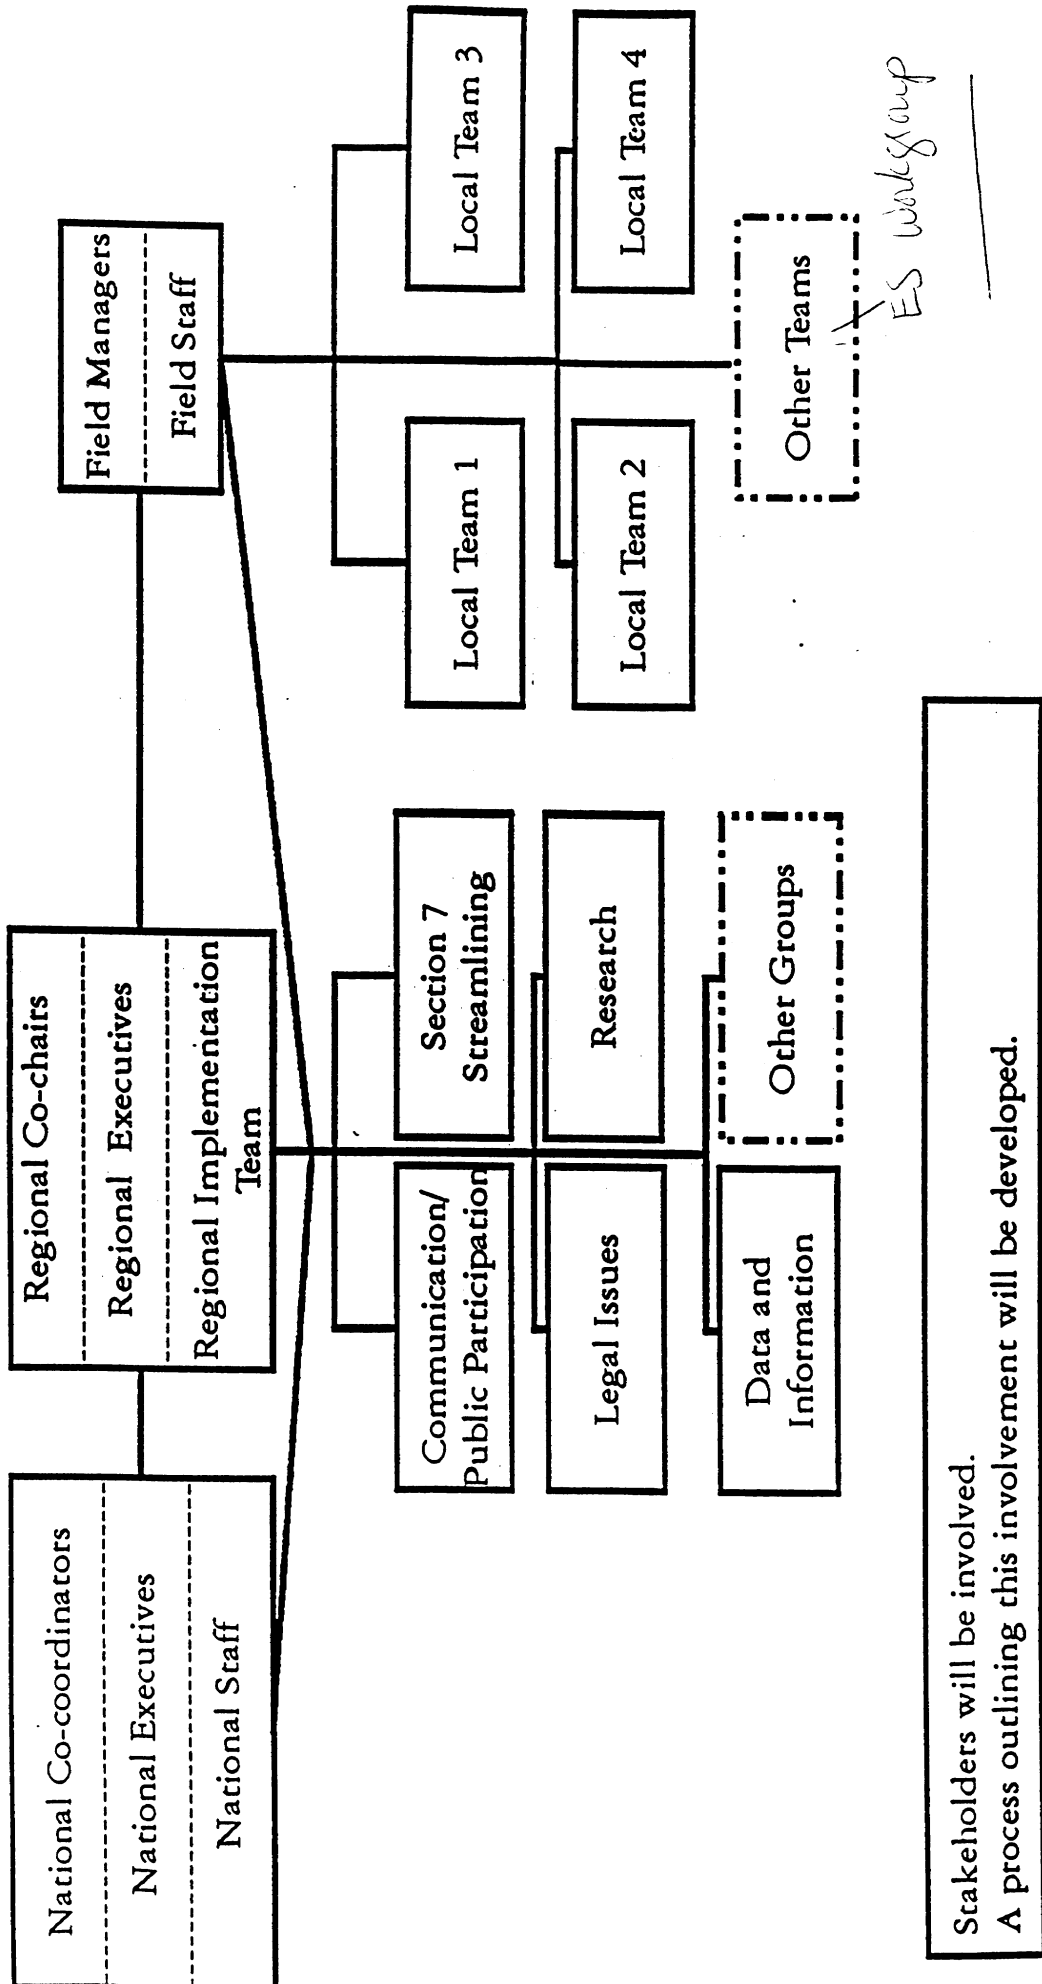 National Co-coordinators
National Executives
National Staff
Regional Co-chairs
Regional Executives
Regional Implementation
Team
Field Managers
Field Staff
Communication/
Public Participation
Section 7
Streamlining
Legal Issues
Research
Data and
Information
Other Groups
Local Team 1
Local Team 3
Local Team 2
Local Team 4
Other Teams
ES Workgroup
Stakeholders will be involved.
A process outlining this involvement will be developed.